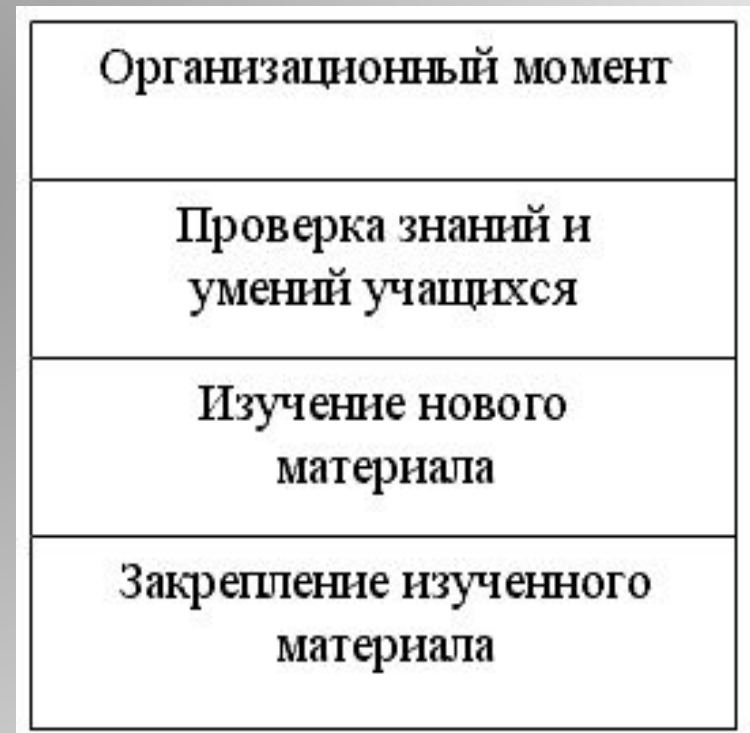 Организационный момент
Проверка знаний и
умений учащихся
Изучение нового
материала
Закрепление изученного
материала